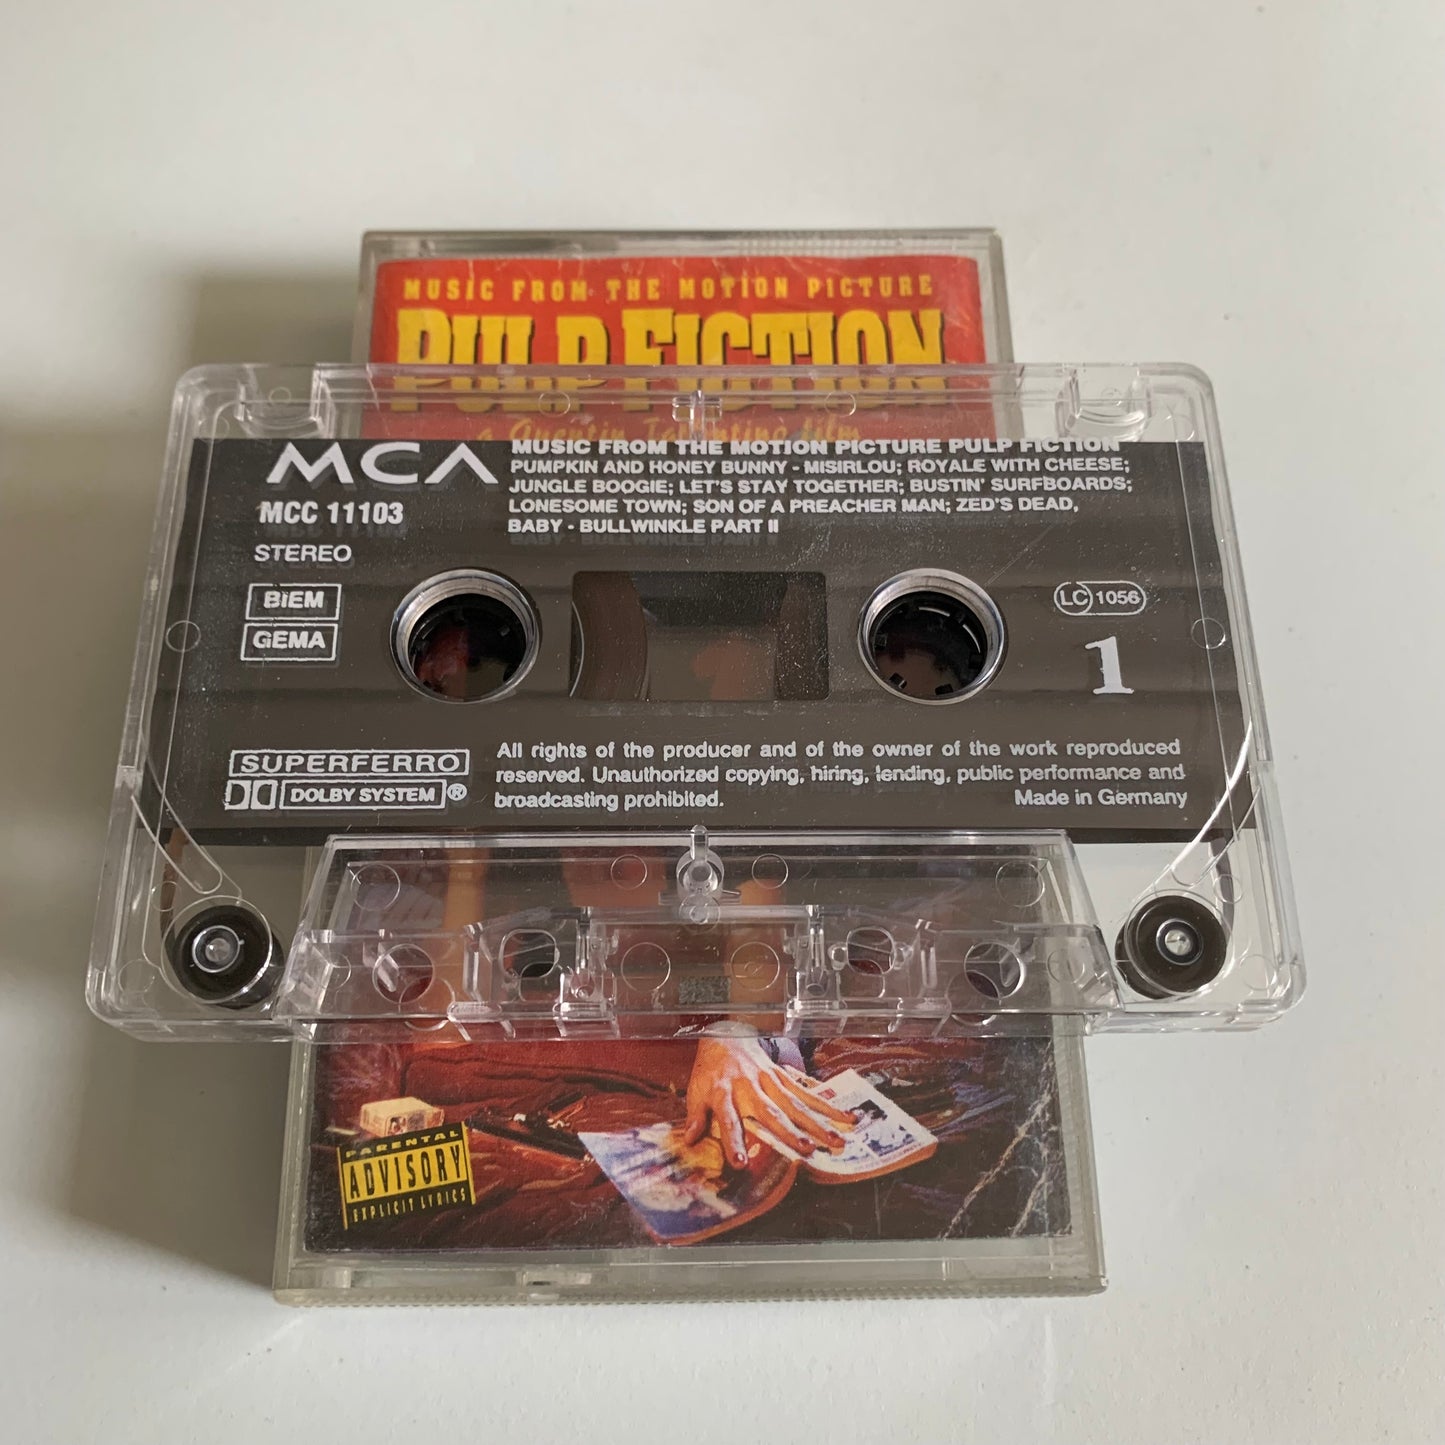 MUSIC FROM THE MOTION PICTURE
PULP FICTION
a Quentin Tarantino film
MCA
MCC 11103
STEREO
BIEM
GEMA
MUSIC FROM THE MOTION PICTURE PULP FICTION
PUMPKIN AND HONEY BUNNY - MISIRLOU; ROYALE WITH CHEESE;
JUNGLE BOOGIE; LET'S STAY TOGETHER; BUSTIN' SURFBOARDS;
LONESOME TOWN; SON OF A PREACHER MAN; ZED'S DEAD,
BABY - BULLWINKLE PART II
LC 1056
1
SUPERFERRO
DOLBY SYSTEM®
All rights of the producer and of the owner of the work reproduced
reserved. Unauthorized copying, hiring, lending, public performance and
broadcasting prohibited.
Made in Germany
PARENTAL
ADVISORY
EXPLICIT LYRICS